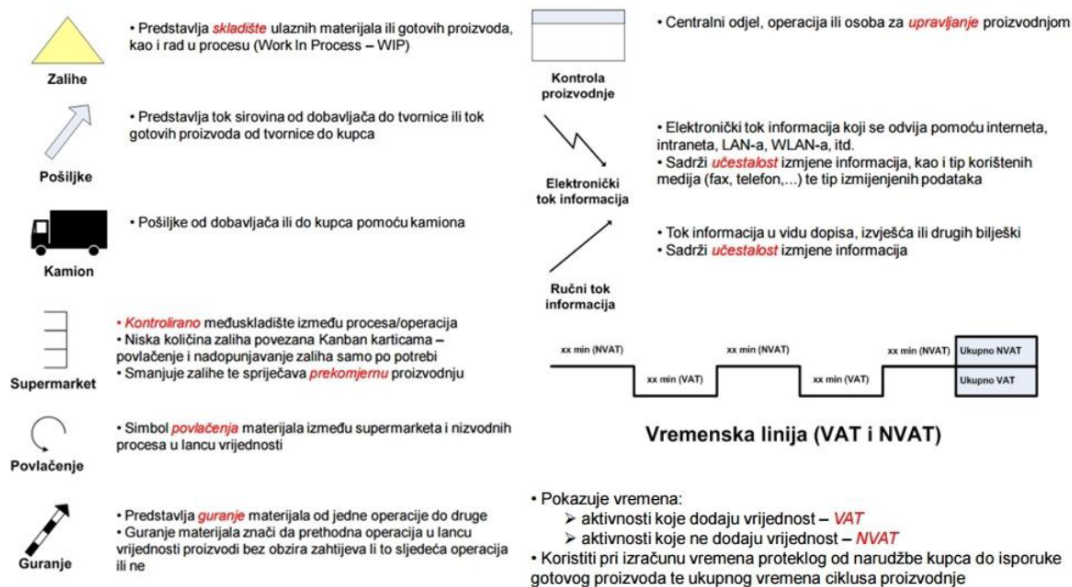 • Predstavlja skladište ulaznih materijala ili gotovih proizvoda,
kao i rad u procesu (Work In Process – WIP)
Zalihe
• Predstavlja tok sirovina od dobavljača do tvornice ili tok
gotovih proizvoda od tvornice do kupca
Pošiljke
• Pošiljke od dobavljača ili do kupca pomoću kamiona
Kamion
• Kontrolirano međuskladište između procesa/operacija
• Niska količina zaliha povezana Kanban karticama –
povlačenje i nadopunjavanje zaliha samo po potrebi
• Smanjuje zalihe te spriječava prekomjernu proizvodnju
Supermarket
• Simbol povlačenja materijala između supermarketa i nizvodnih
procesa u lancu vrijednosti
Povlačenje
• Predstavlja guranje materijala od jedne operacije do druge
• Guranje materijala znači da prethodna operacija u lancu
vrijednosti proizvodi bez obzira zahtijeva li to sljedeća operacija
ili ne
Guranje
• Centralni odjel, operacija ili osoba za upravljanje proizvodnjom
Kontrola
proizvodnje
• Elektronički tok informacija koji se odvija pomoću interneta,
intraneta, LAN-a, WLAN-a, itd.
• Sadrži učestalost izmjene informacija, kao i tip korištenih
medija (fax, telefon,...) te tip izmijenjenih podataka
Elektronički
tok informacija
• Tok informacija u vidu dopisa, izvješća ili drugih bilješki
• Sadrži učestalost izmjene informacija
Ručni tok
informacija
xx min (NVAT) xx min (NVAT) xx min (NVAT) Ukupno NVAT
xx min (VAT) xx min (VAT) Ukupno VAT
Vremenska linija (VAT i NVAT)
• Pokazuje vremena:
➢ aktivnosti koje dodaju vrijednost – VAT
➢ aktivnosti koje ne dodaju vrijednost – NVAT
• Koristiti pri izračunu vremena proteklog od narudžbe kupca do isporuke
gotovog proizvoda te ukupnog vremena ciklusa proizvodnje